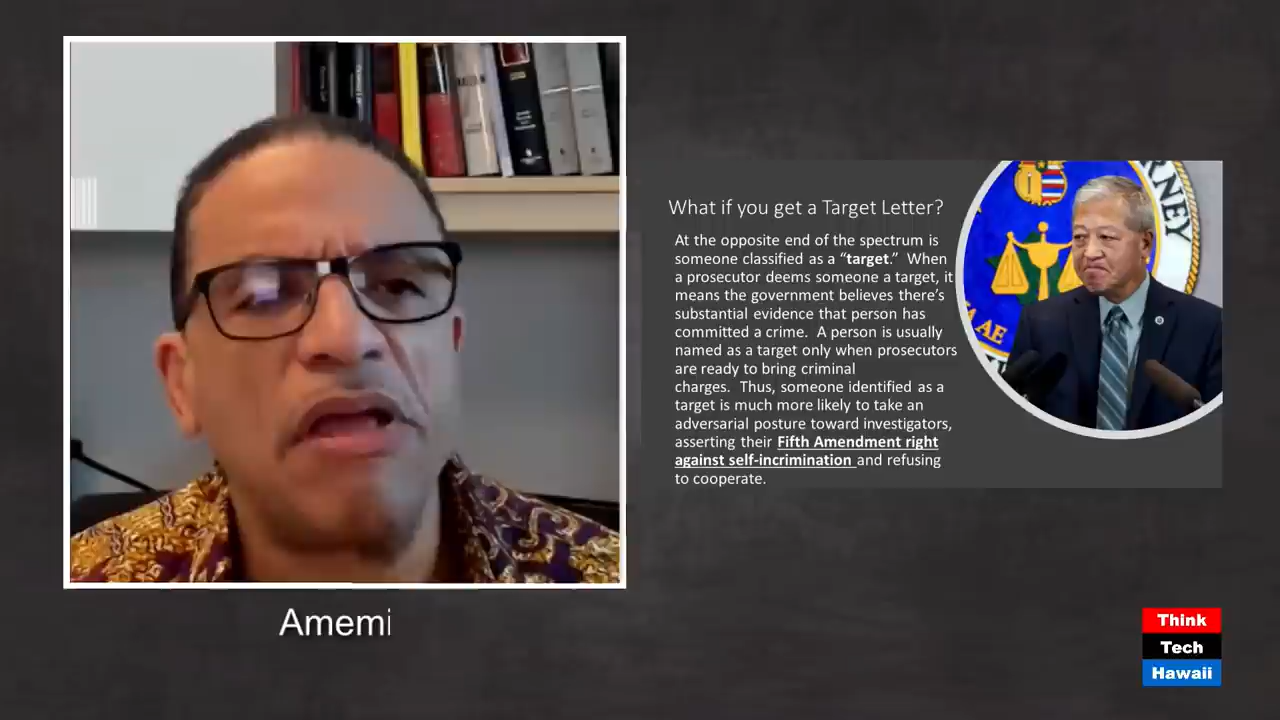 What if you get a Target Letter?
At the opposite end of the spectrum is
someone classified as a “target.” When
a prosecutor deems someone a target, it
means the government believes there’s
substantial evidence that person has
committed a crime. A person is usually
named as a target only when prosecutors
are ready to bring criminal
charges. Thus, someone identified as a
target is much more likely to take an
adversarial posture toward investigators,
asserting their Fifth Amendment right
against self-incrimination and refusing
to cooperate.
RNEY
Amemi
Think
Tech
Hawaii